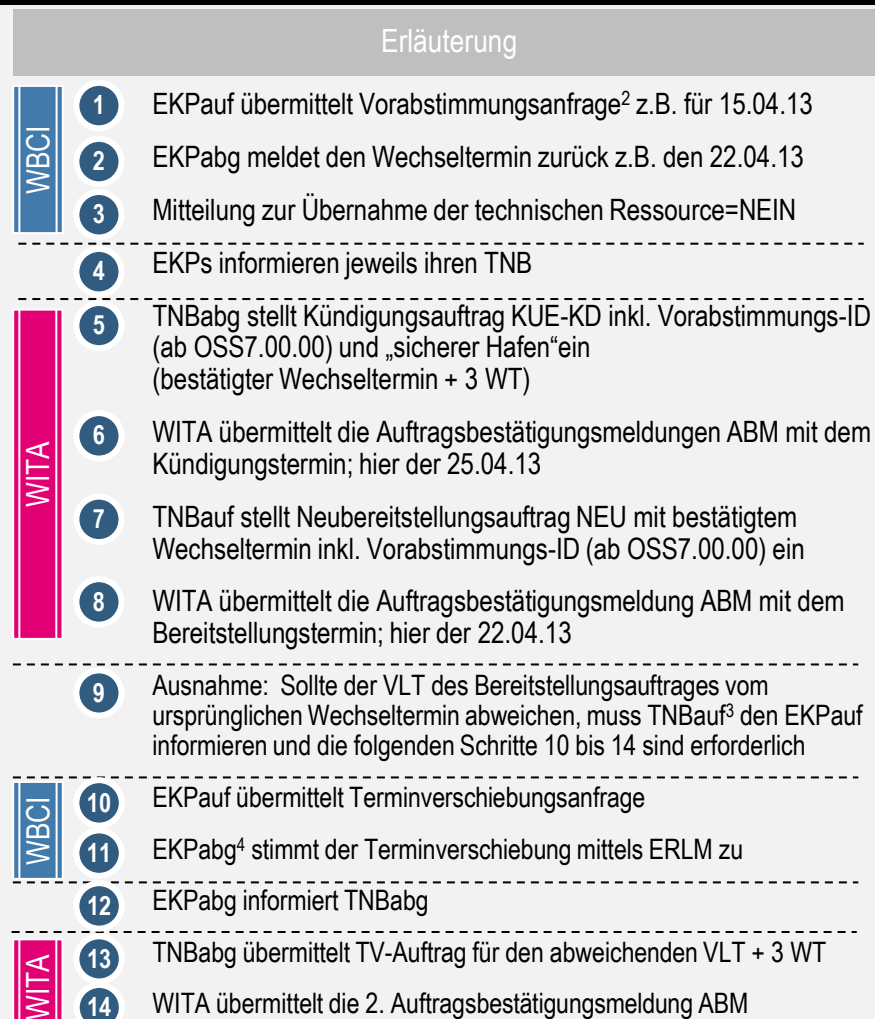 Erläuterung
WBCI
1 EKPauf übermittelt Vorabstimmungsanfrage² z.B. für 15.04.13
2 EKPabg meldet den Wechseltermin zurück z.B. den 22.04.13
3 Mitteilung zur Übernahme der technischen Ressource=NEIN
4 EKPs informieren jeweils ihren TNB
WITA
5 TNBabg stellt Kündigungsauftrag KUE-KD inkl. Vorabstimmungs-ID
(ab OSS7.00.00) und „sicherer Hafen“ein
(bestätigter Wechseltermin + 3 WT)
6 WITA übermittelt die Auftragsbestätigungsmeldungen ABM mit dem
Kündigungstermin; hier der 25.04.13
7 TNBauf stellt Neubereitstellungsauftrag NEU mit bestätigtem
Wechseltermin inkl. Vorabstimmungs-ID (ab OSS7.00.00) ein
8 WITA übermittelt die Auftragsbestätigungsmeldung ABM mit dem
Bereitstellungstermin; hier der 22.04.13
9 Ausnahme: Sollte der VLT des Bereitstellungsauftrages vom
ursprünglichen Wechseltermin abweichen, muss TNBauf³ den EKPauf
informieren und die folgenden Schritte 10 bis 14 sind erforderlich
WBCI
10 EKPauf übermittelt Terminverschiebungsanfrage
11 EKPabg⁴ stimmt der Terminverschiebung mittels ERLM zu
12 EKPabg informiert TNBabg
WITA
13 TNBabg übermittelt TV-Auftrag für den abweichenden VLT + 3 WT
14 WITA übermittelt die 2. Auftragsbestätigungsmeldung ABM